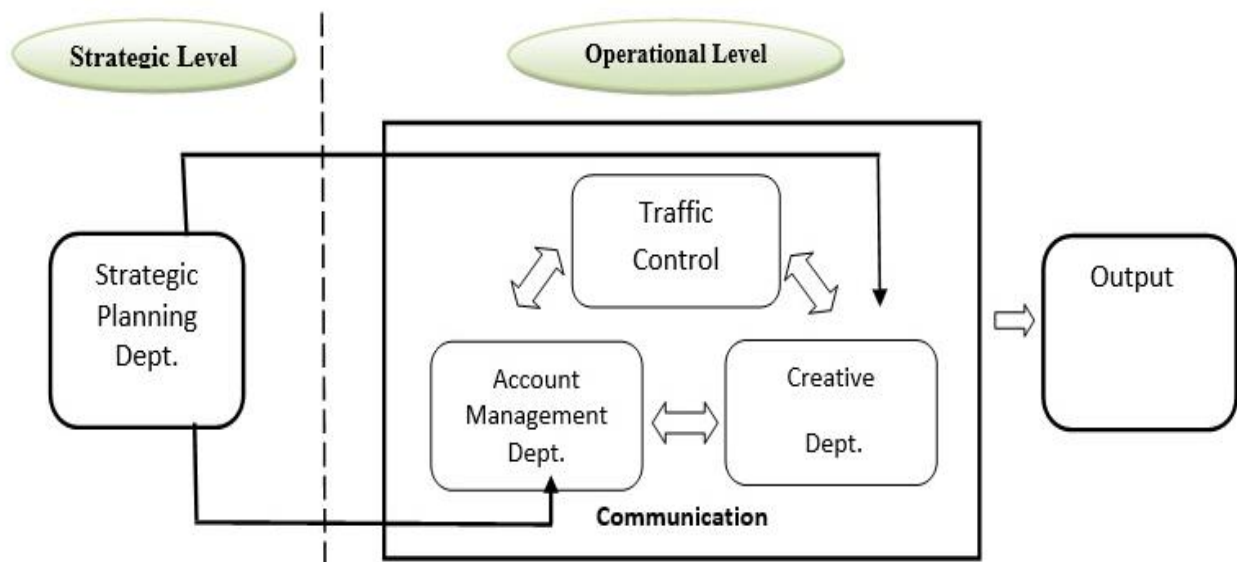 Strategic Level
Operational Level
Traffic
Control
Strategic
Planning
Dept.
Output
Account
Management
Dept.
Creative
Dept.
Communication